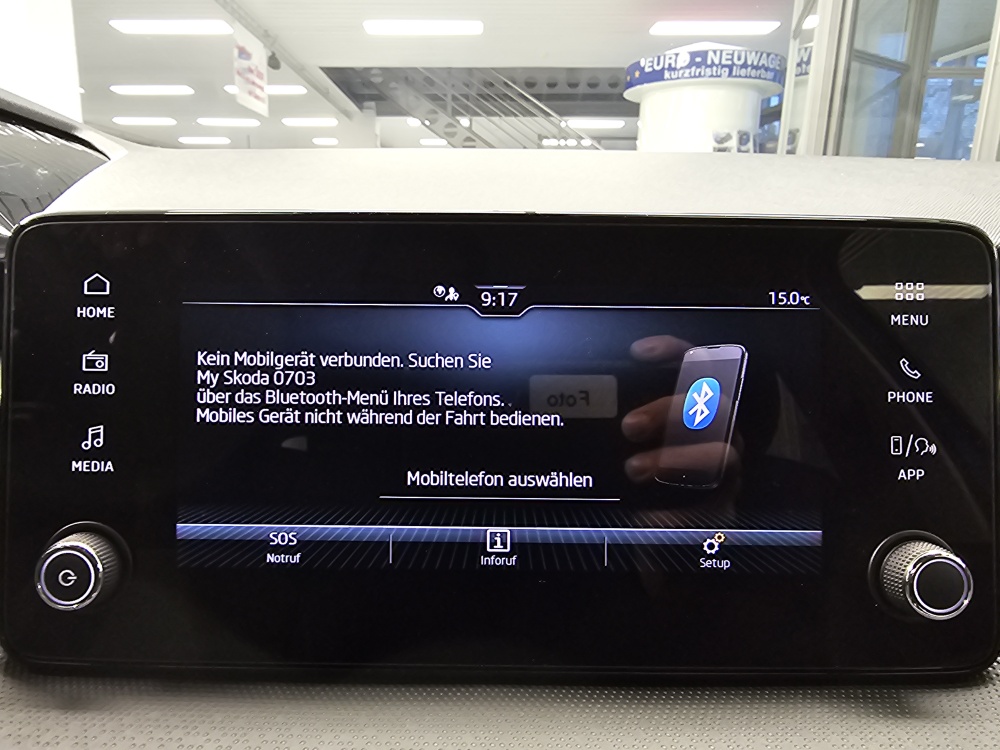 "EURO - NEUWAGE
kurzfristig lieferbar
HOME
RADIO
MEDIA
9:17
15.0°C
Kein Mobilgerät verbunden. Suchen Sie
My Skoda 0703
über das Bluetooth-Menü Ihres Telefons.
Mobiles Gerät nicht während der Fahrt bedienen.
Foto
Mobiltelefon auswählen
SOS
Notruf
i
Inforuf
Setup
MENU
PHONE
APP